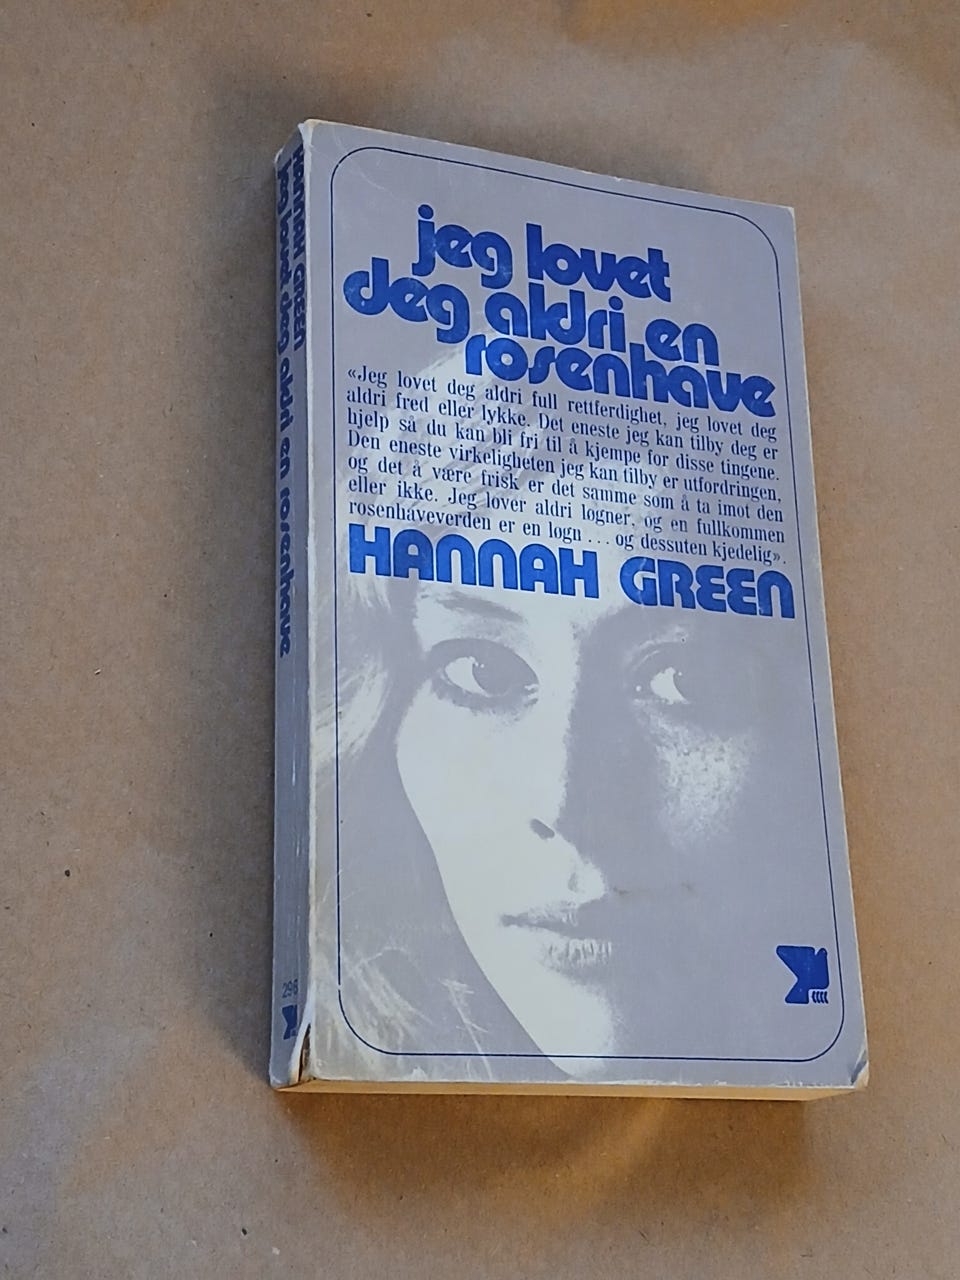 jeg lovet
deg aldri en
rosenhave
«Jeg lovet deg aldri full rettferdighet, jeg lovet deg
aldri fred eller lykke. Det eneste jeg kan tilby deg er
hjelp så du kan bli fri til å kjempe for disse tingene.
Den eneste virkeligheten jeg kan tilby er utfordringen,
og det å være frisk er det samme som å ta imot den
eller ikke. Jeg lover aldri løgner, og en fullkommen
rosenhaveverden er en løgn ... og dessuten kjedelig».
HANNAH GREEN
HANNAH GREEN
jeg lovet deg aldri en rosenhave